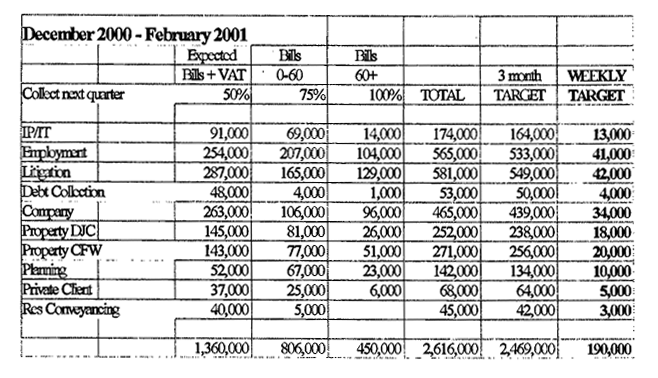 December 2000 - February 2001
Expected Bills Bills
Bills + VAT 0-60 60+ 3 month WEEKLY
Collect next quarter 50% 75% 100% TOTAL TARGET TARGET
IP/IT 91,000 69,000 14,000 174,000 164,000 13,000
Employment 254,000 207,000 104,000 565,000 533,000 41,000
Litigation 287,000 165,000 129,000 581,000 549,000 42,000
Debt Collection 48,000 4,000 1,000 53,000 50,000 4,000
Company 263,000 106,000 96,000 465,000 439,000 34,000
Property DJC 145,000 81,000 26,000 252,000 238,000 18,000
Property CFW 143,000 77,000 51,000 271,000 256,000 20,000
Planning 52,000 67,000 23,000 142,000 134,000 10,000
Private Client 37,000 25,000 6,000 68,000 64,000 5,000
Res Conveyancing 40,000 5,000 45,000 42,000 3,000
1,360,000 806,000 450,000 2,616,000 2,469,000 190,000